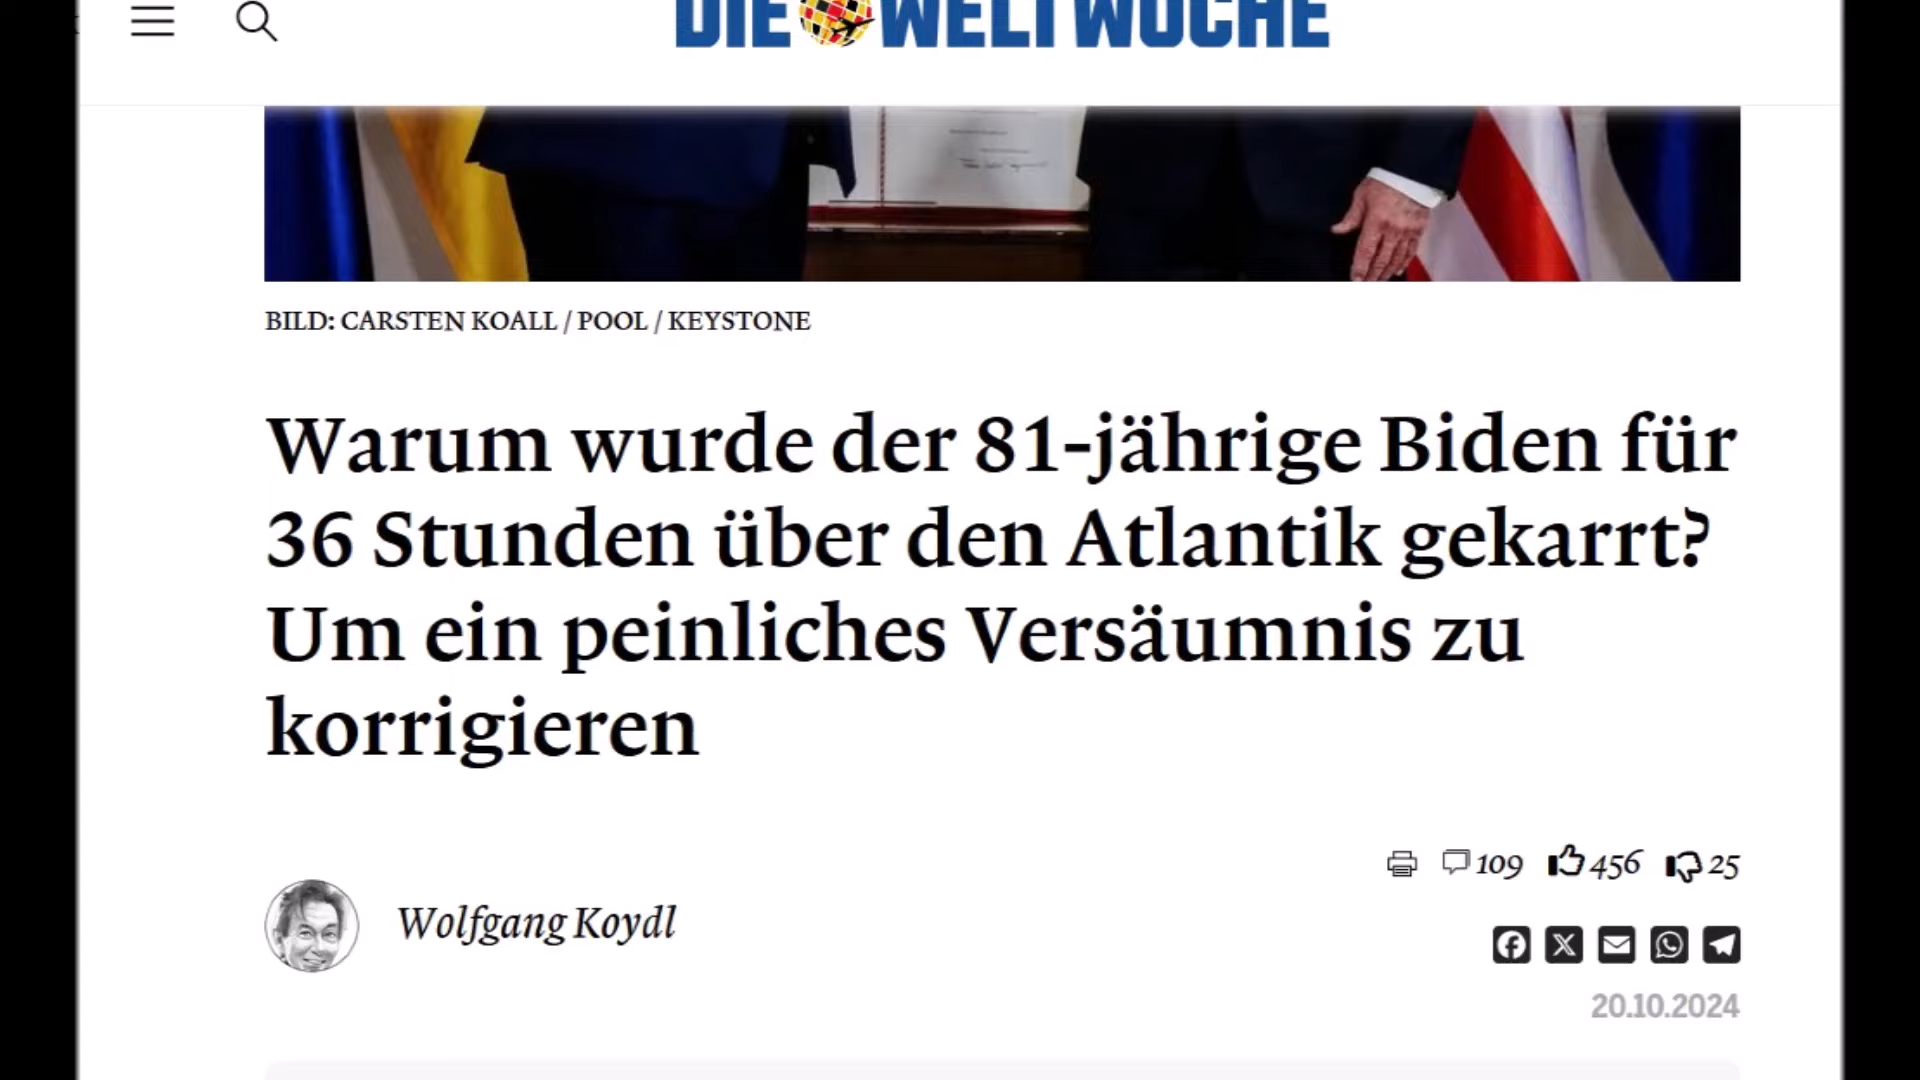 DIE WELTWOCHE
BILD: CARSTEN KOALL / POOL / KEYSTONE
Warum wurde der 81-jährige Biden für
36 Stunden über den Atlantik gekarrt?
Um ein peinliches Versäumnis zu
korrigieren
109 456 25
Wolfgang Koydl
20.10.2024